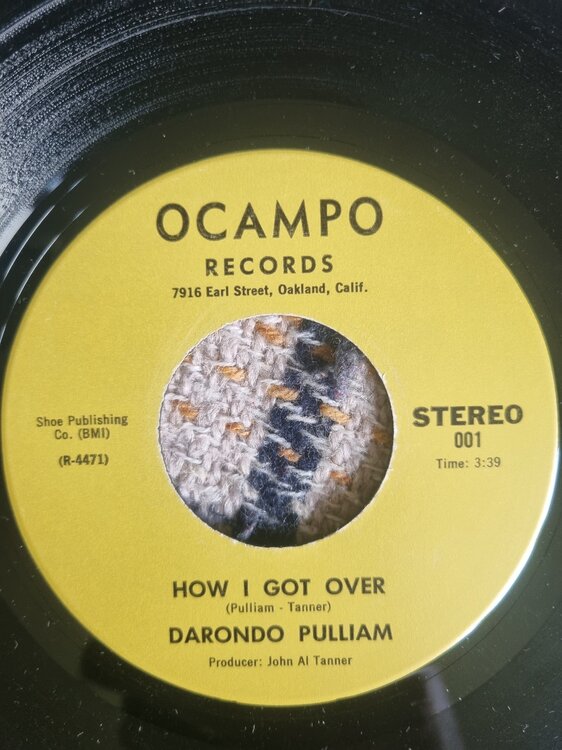 OCAMPO
RECORDS
7916 Earl Street, Oakland, Calif.
Shoe Publishing
Co. (BMI)
(R-4471)
STEREO
001
Time: 3:39
HOW I GOT OVER
(Pulliam - Tanner)
DARONDO PULLIAM
Producer: John Al Tanner